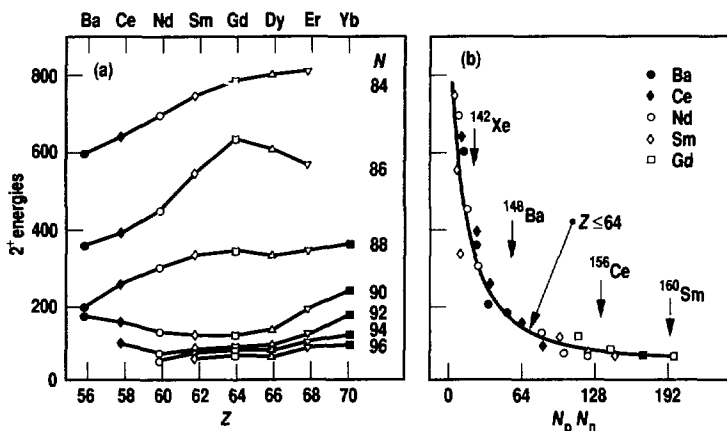 Ba Ce Nd Sm Gd Dy Er Yb
(a)
N
84
86
88
90
92
94
96
800
600
400
200
0
2+ energies
56 58 60 62 64 66 68 70
Z
(b)
Ba
Ce
Nd
Sm
Gd
142Xe
148Ba
Z ≤ 64
156Ce
160Sm
0 64 128 192
NpNn